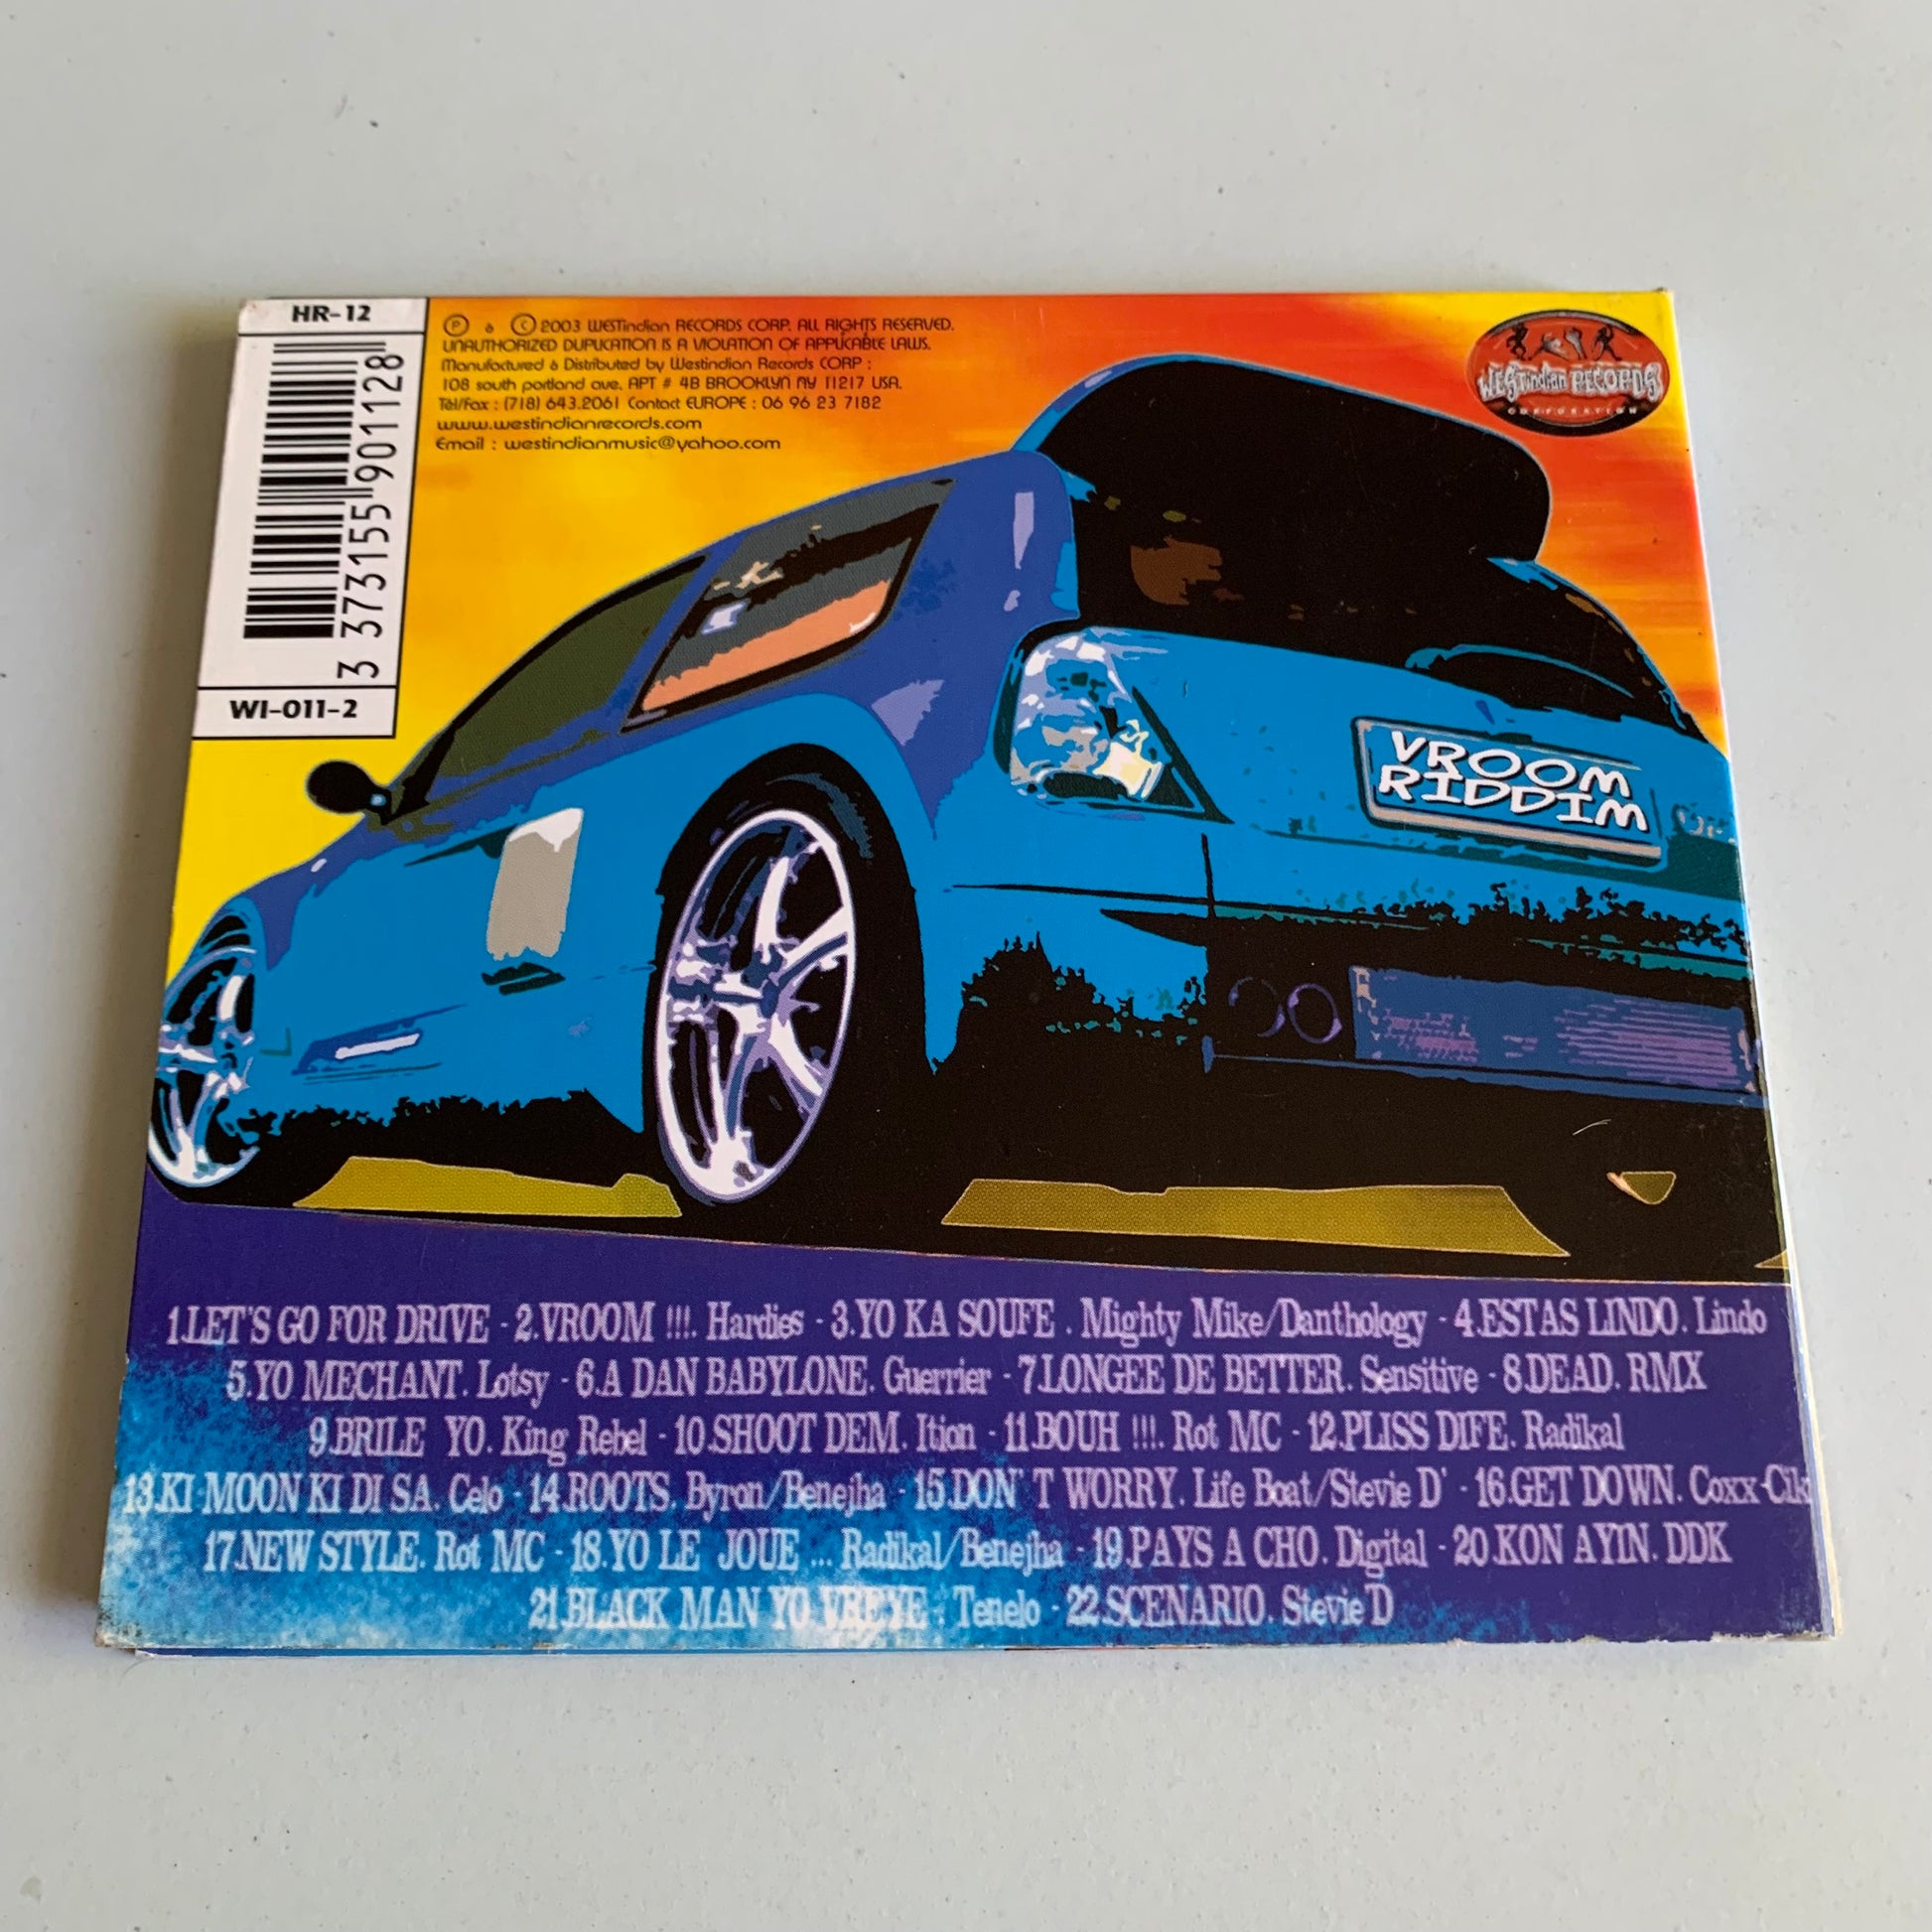 HR-12
3 373155 901128
WI-011-2
Ⓟ & © 2003 WESTindian RECORDS CORP. ALL RIGHTS RESERVED.
UNAUTHORIZED DUPLICATION IS A VIOLATION OF APPLICABLE LAWS.
Manufactured & Distributed by Westindian Records CORP :
108 south portland ave. APT # 4B BROOKLYN NY 11217 USA.
Tel/Fax : (718) 643.2061 Contact EUROPE : 06 96 23 7182
www.westindianrecords.com
Email : westindianmusic@yahoo.com
WESTindian RECORDS
CORPORATION
VROOM
RIDDIM
1.LET'S GO FOR DRIVE - 2.VROOM !!!. Hardies - 3.YO KA SOUFE . Mighty Mike/Danthology - 4.ESTAS LINDO. Lindo
5.YO MECHANT. Lotsy - 6.A DAN BABYLONE. Guerrier - 7.LONGEE DE BETTER. Sensitive - 8.DEAD. RMX
9.BRILE YO. King Rebel - 10.SHOOT DEM. Ition - 11.BOUH !!!. Rot MC - 12.PLISS DIFE. Radikal
13.KI MOON KI DI SA. Celo - 14.ROOTS. Byron/Benejha - 15.DON'T WORRY. Life Boat/Stevie D' - 16.GET DOWN.
17.NEW STYLE. Rot MC - 18.YO LE JOUE ... Radikal/Benejha - 19.PAYS A CHO. Digital - 20.KON AYIN. DDK
21.BLACK MAN YO VREYE . Tenelo - 22.SCENARIO. Stevie D